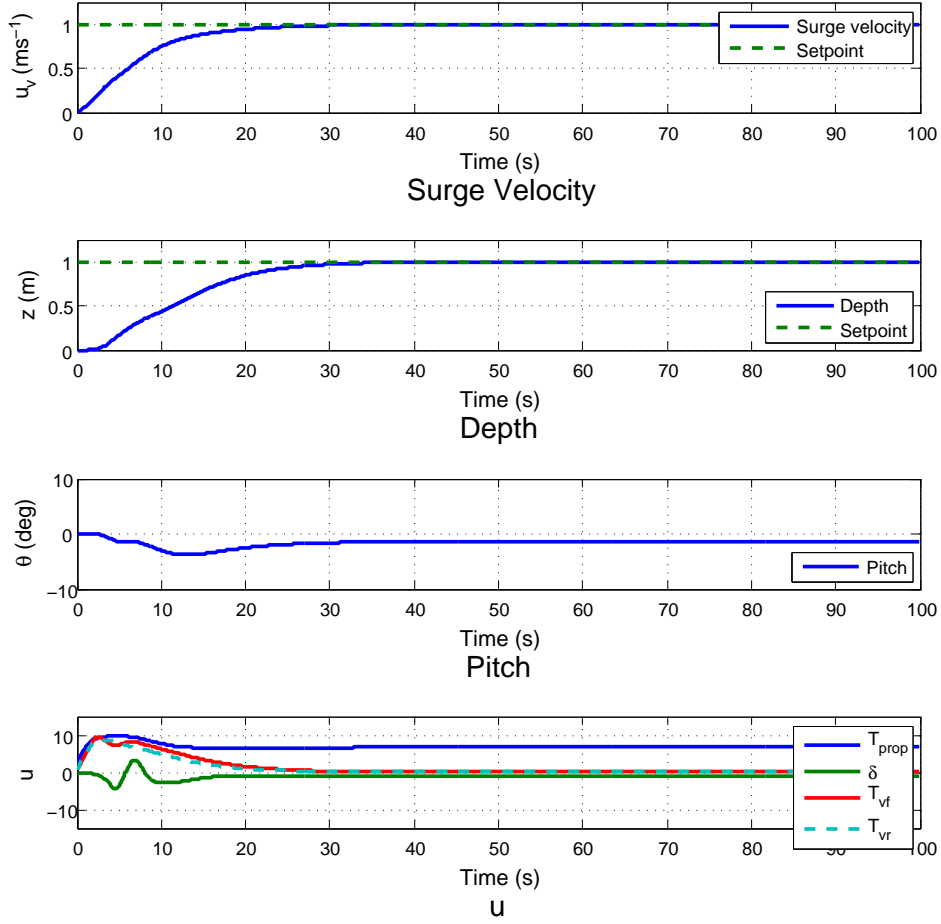 1
0.5
0
u_v (ms^−1)
Surge velocity
Setpoint
0 10 20 30 40 50 60 70 80 90 100
Time (s)
Surge Velocity
1
0.5
0
z (m)
Depth
Setpoint
0 10 20 30 40 50 60 70 80 90 100
Time (s)
Depth
10
0
−10
θ (deg)
Pitch
0 10 20 30 40 50 60 70 80 90 100
Time (s)
Pitch
10
0
−10
u
T_prop
δ
T_vf
T_vr
0 10 20 30 40 50 60 70 80 90 100
Time (s)
u